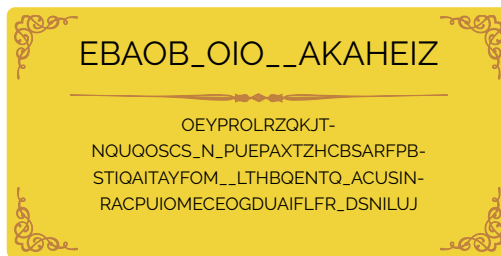 EBAOB_OIO__AKAHEIZ
OEYPROLRZQKJT-
NQUQOSCS_N_PUEPAXTZHCBSARFPB-
STIQAITAYFOM__LTHBQENTQ_ACUSIN-
RACPUIOMECEOGDUAIFLFR_DSNILUJ